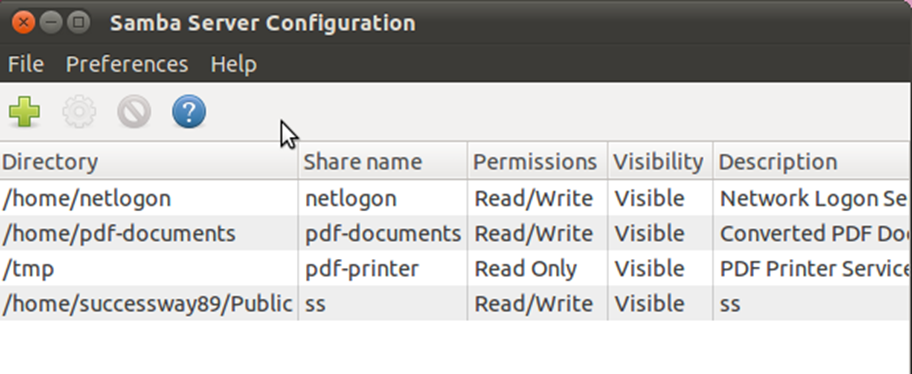 Samba Server Configuration
File Preferences Help
Directory Share name Permissions Visibility Description
/home/netlogon netlogon Read/Write Visible Network Logon Se
/home/pdf-documents pdf-documents Read/Write Visible Converted PDF Do
/tmp pdf-printer Read Only Visible PDF Printer Service
/home/successway89/Public ss Read/Write Visible ss